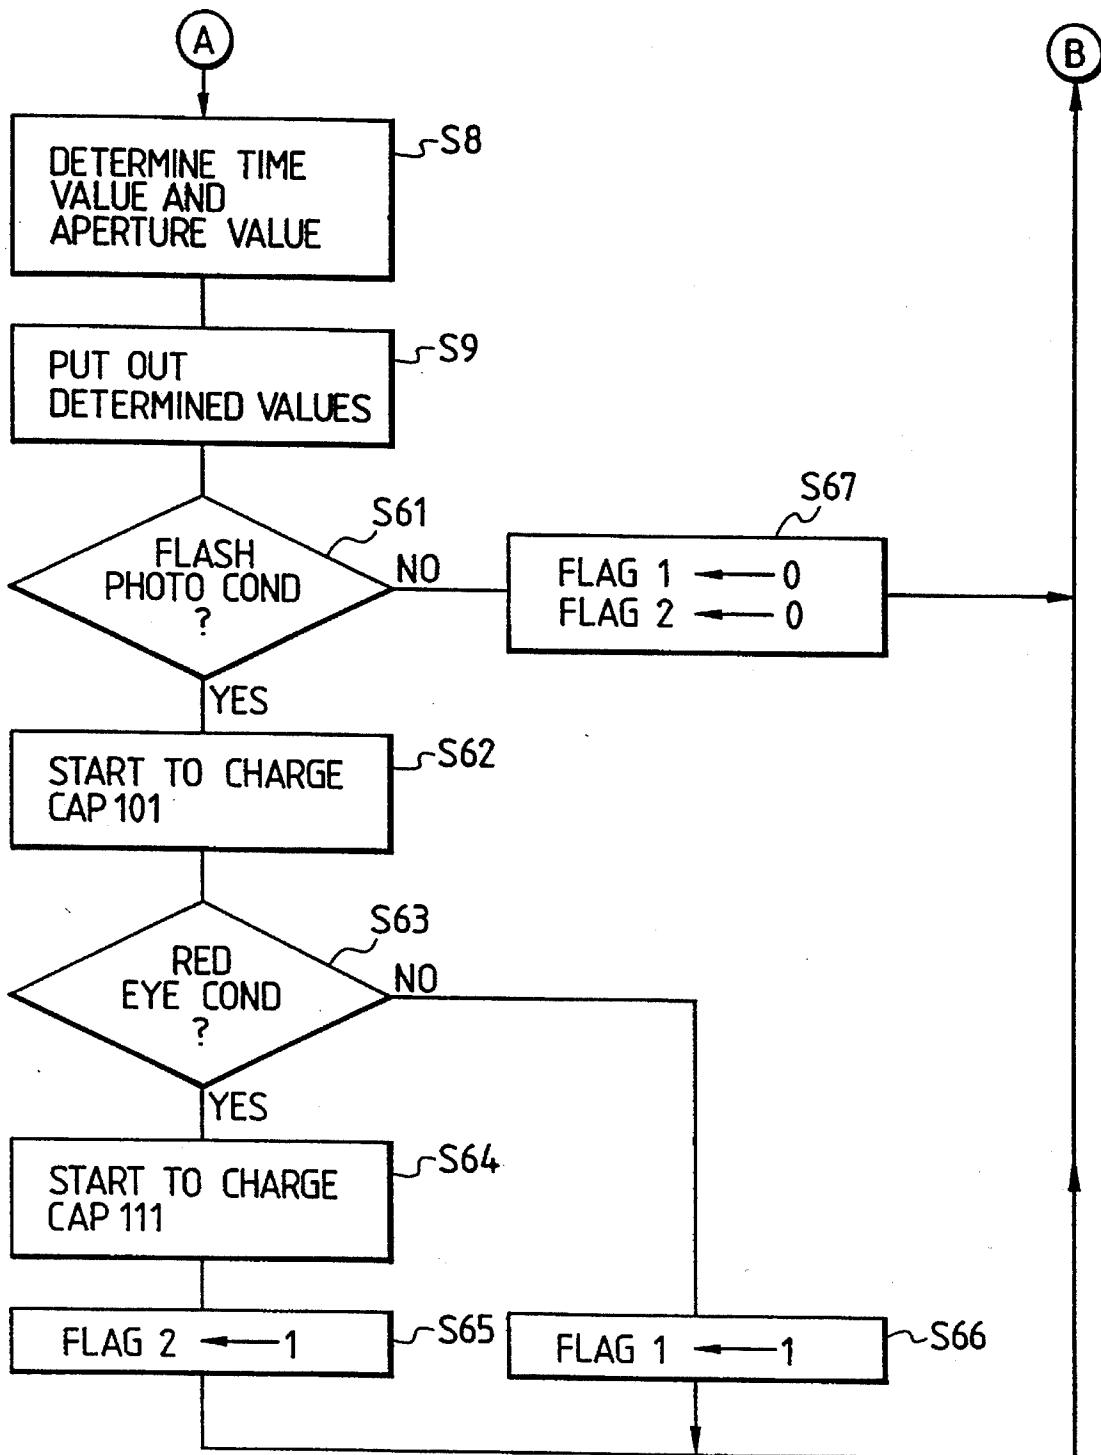 A
B
S8
DETERMINE TIME
VALUE AND
APERTURE VALUE
S9
PUT OUT
DETERMINED VALUES
S61
FLASH
PHOTO COND
?
NO
YES
S67
FLAG 1 ← 0
FLAG 2 ← 0
S62
START TO CHARGE
CAP 101
S63
RED
EYE COND
?
NO
YES
S64
START TO CHARGE
CAP 111
S65
FLAG 2 ← 1
S66
FLAG 1 ← 1